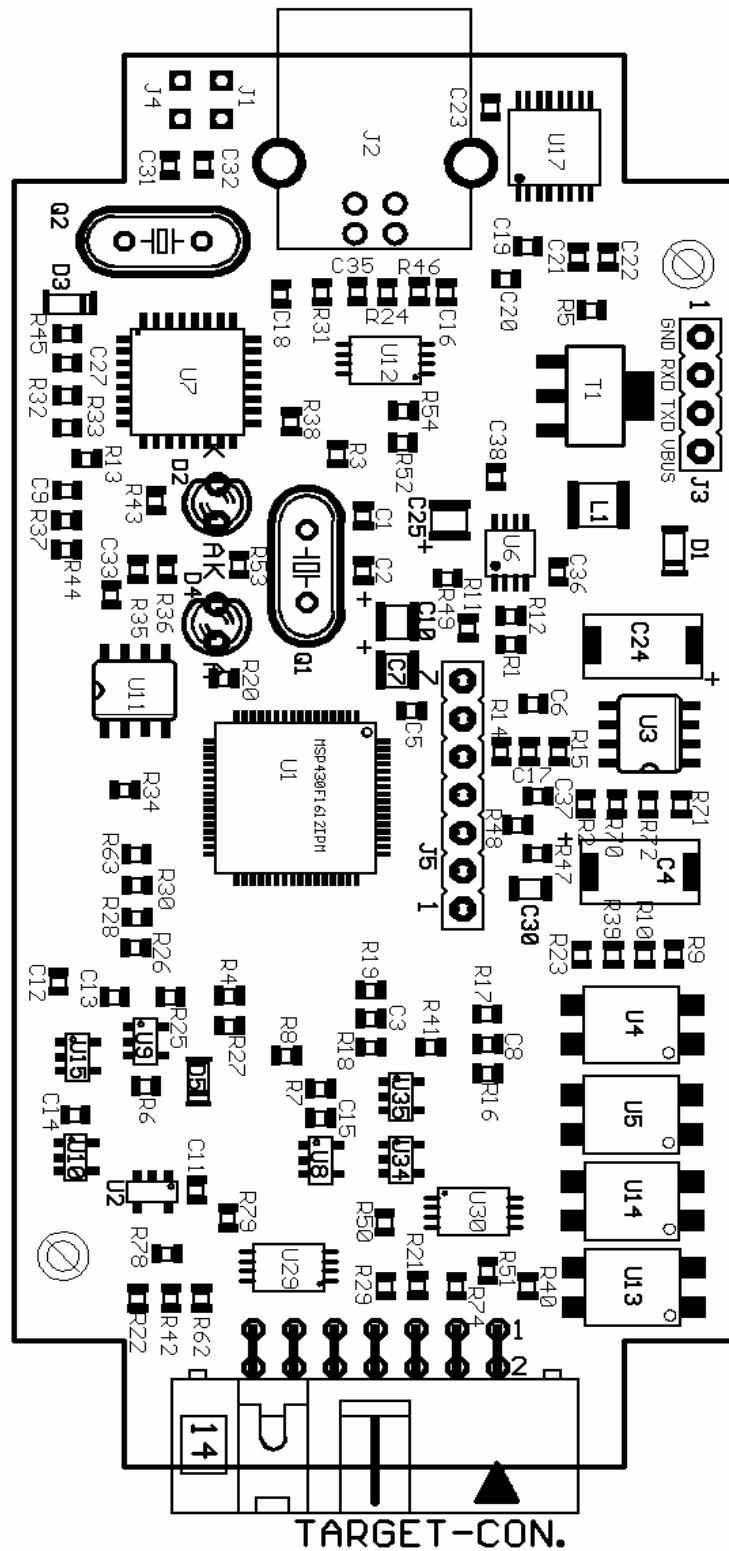 J4
J1
J2
C23
U17
C31
C32
Q2
C19
C21
C22
D3
C18
R31
C35
R24
R46
C16
C20
R5
1
GND RXD TXD VBUS
J3
R45
C27
R32
R33
U7
U12
T1
R54
R38
R3
R52
R13
K
D2
C38
C9
R37
R44
R43
C1
C25+
L1
U6
D1
C33
R35
R36
A
K
R53
C2
D4
+
C10
R49
R11
R12
C36
R1
C24
+
Q1
+
C7
A
R20
U11
7
C5
C6
R14
R15
C17
U3
U1
MSP430F1612IPM
R34
C37
R2
R70
R72
R71
R48
J5
R63
R30
R28
R26
R47
+
C4
1
C30
R23
R39
R10
R9
C12
C13
R25
R4
R27
R19
C3
R18
R41
R17
C8
R16
U4
U15
U9
R8
R6
D5
R7
C15
U35
U5
C14
U10
U8
U34
U2
C11
R79
R50
U30
U14
R78
U29
R21
R29
R74
R51
R40
U13
R22
R42
R62
1
2
14
TARGET-CON.